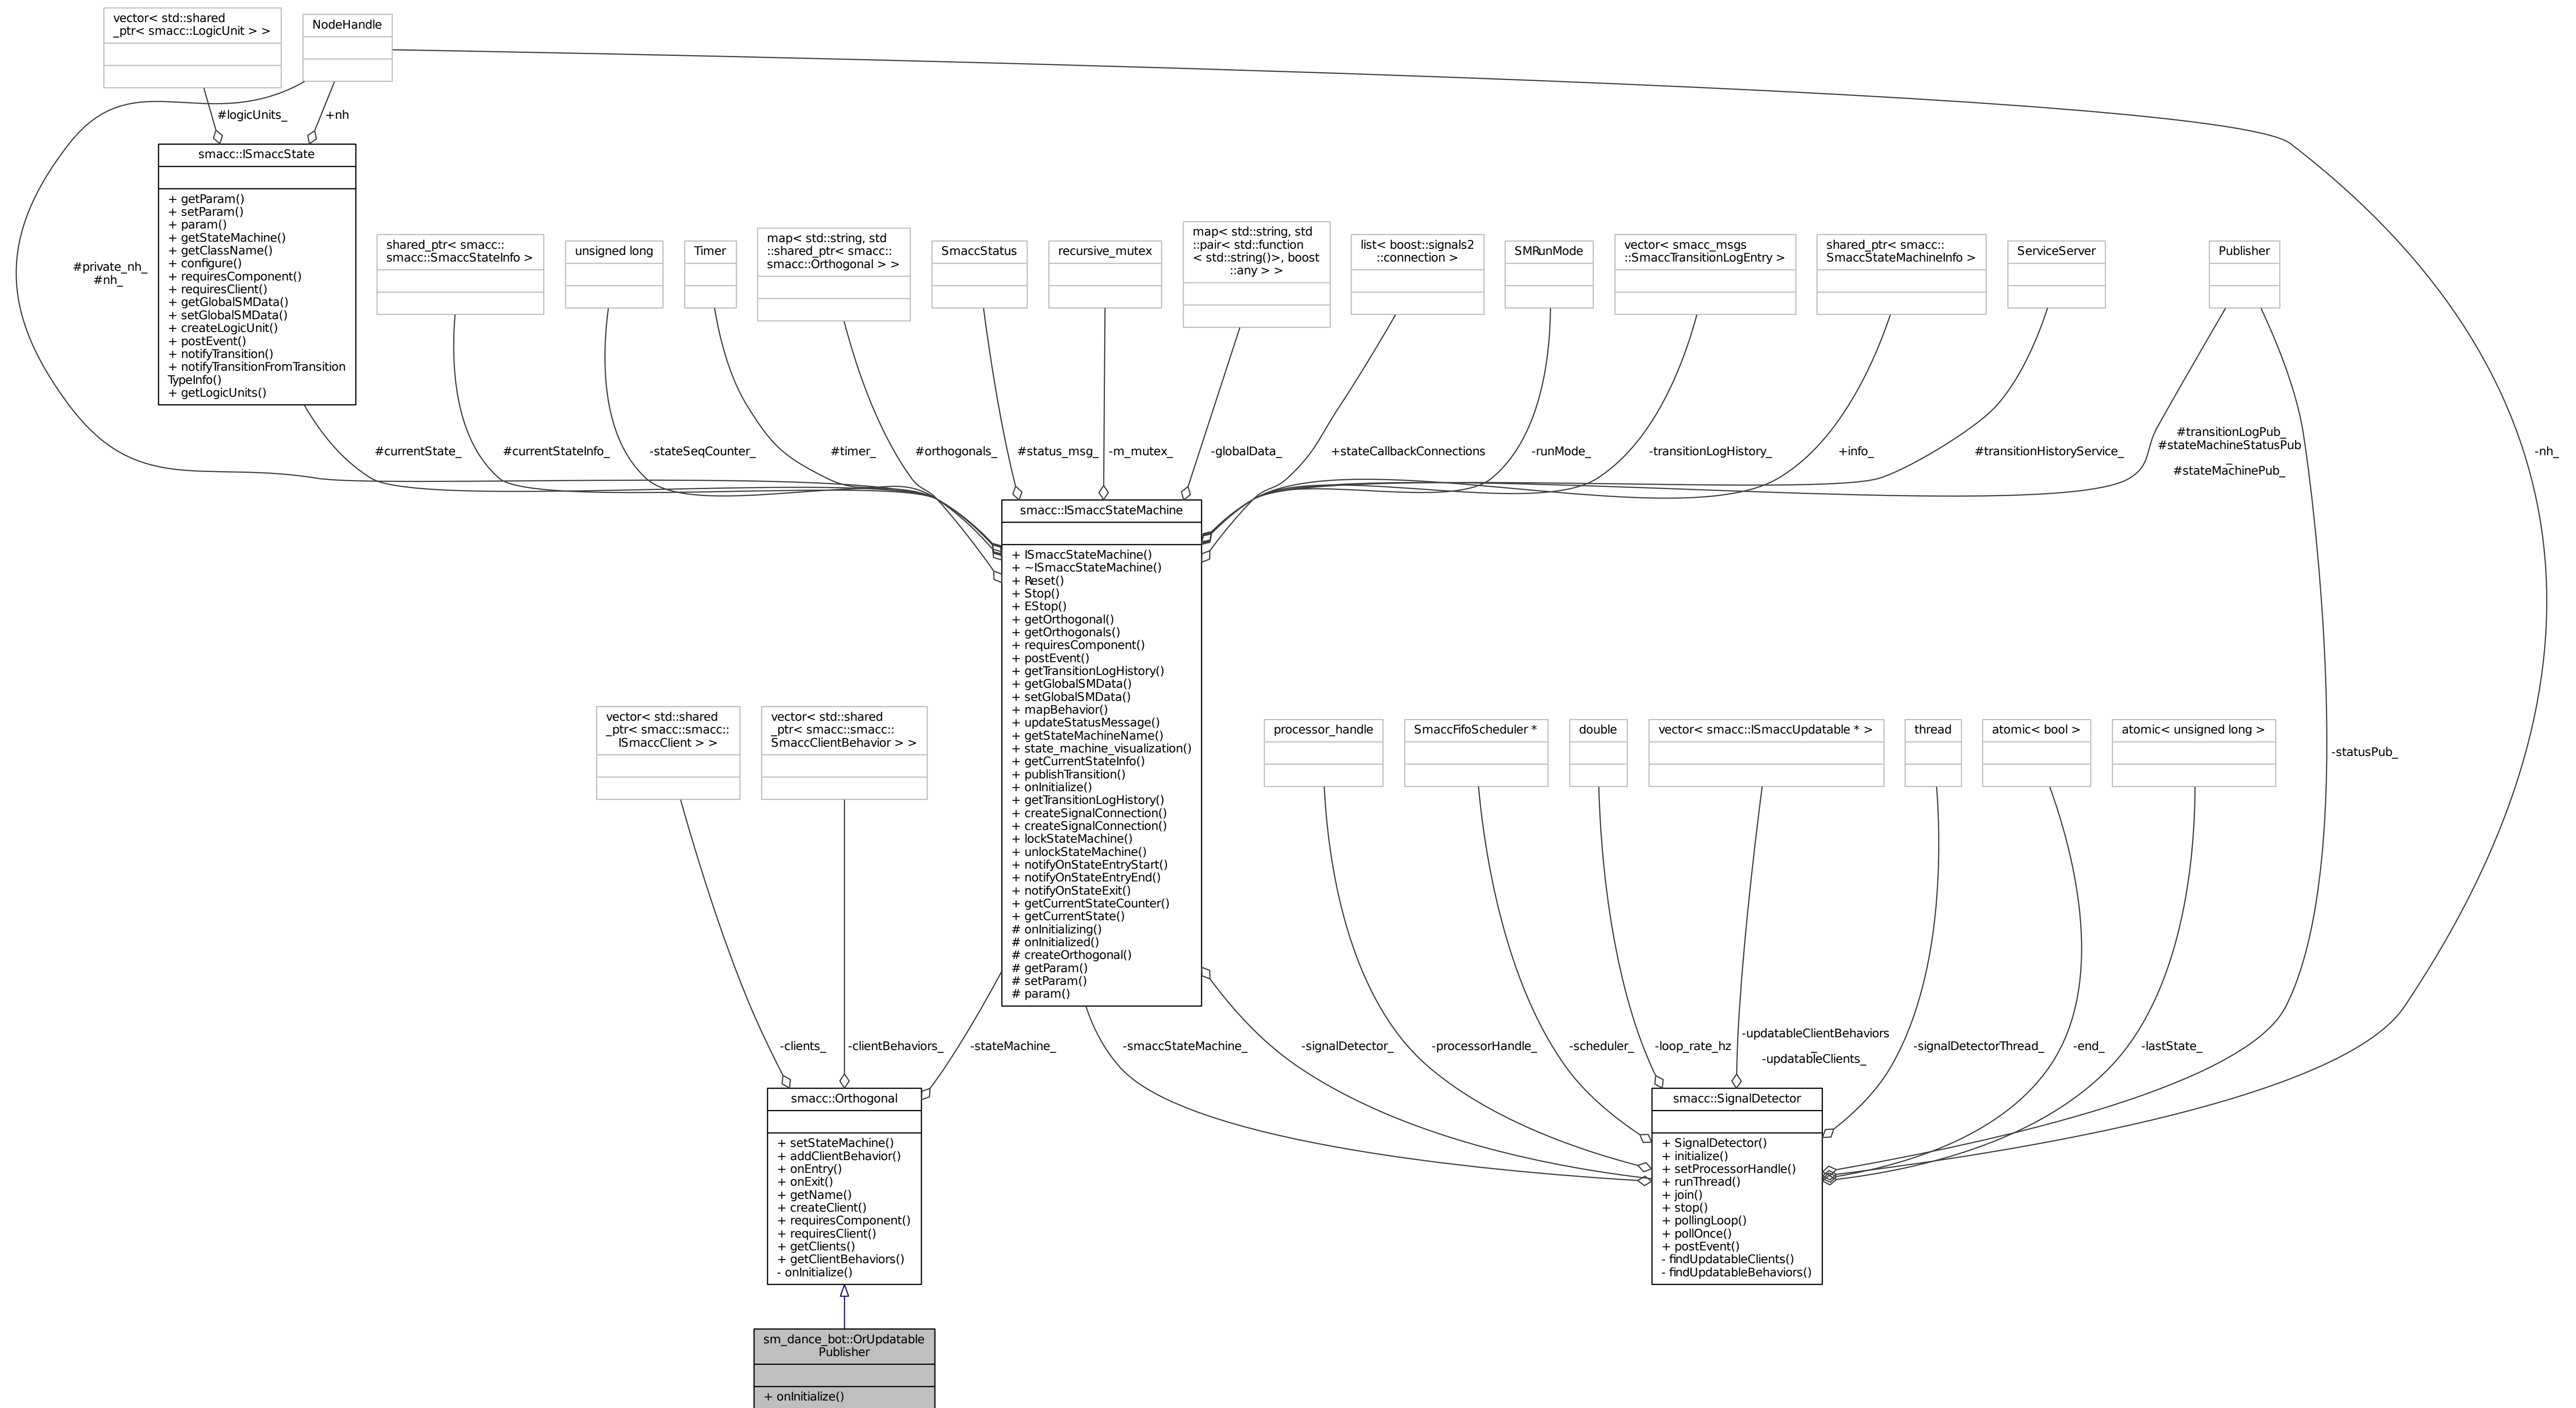 vector< std::shared
_ptr< smacc::LogicUnit > >
NodeHandle
#logicUnits_
+nh
smacc::ISmaccState
+ getParam()
+ setParam()
+ param()
+ getStateMachine()
+ getClassName()
+ configure()
+ requiresComponent()
+ requiresClient()
+ getGlobalSMData()
+ setGlobalSMData()
+ createLogicUnit()
+ postEvent()
+ notifyTransition()
+ notifyTransitionFromTransition
TypeInfo()
+ getLogicUnits()
#private_nh_
#nh_
shared_ptr< smacc::
smacc::SmaccStateInfo >
unsigned long
Timer
map< std::string, std
::shared_ptr< smacc::
smacc::Orthogonal > >
SmaccStatus
recursive_mutex
map< std::string, std
::pair< std::function
< std::string()>, boost
::any > >
list< boost::signals2
::connection >
SMRunMode
vector< smacc_msgs
::SmaccTransitionLogEntry >
shared_ptr< smacc::
SmaccStateMachineInfo >
ServiceServer
Publisher
#currentState_
#currentStateInfo_
-stateSeqCounter_
#timer_
#orthogonals_
#status_msg_
-m_mutex_
-globalData_
+stateCallbackConnections
-runMode_
-transitionLogHistory_
+info_
#transitionHistoryService_
#transitionLogPub_
#stateMachineStatusPub
_
#stateMachinePub_
-nh_
smacc::ISmaccStateMachine
+ ISmaccStateMachine()
+ ~ISmaccStateMachine()
+ Reset()
+ Stop()
+ EStop()
+ getOrthogonal()
+ getOrthogonals()
+ requiresComponent()
+ postEvent()
+ getTransitionLogHistory()
+ getGlobalSMData()
+ setGlobalSMData()
+ mapBehavior()
+ updateStatusMessage()
+ getStateMachineName()
+ state_machine_visualization()
+ getCurrentStateInfo()
+ publishTransition()
+ onInitialize()
+ getTransitionLogHistory()
+ createSignalConnection()
+ createSignalConnection()
+ lockStateMachine()
+ unlockStateMachine()
+ notifyOnStateEntryStart()
+ notifyOnStateEntryEnd()
+ notifyOnStateExit()
+ getCurrentStateCounter()
+ getCurrentState()
# onInitializing()
# onInitialized()
# createOrthogonal()
# getParam()
# setParam()
# param()
vector< std::shared
_ptr< smacc::smacc::
ISmaccClient > >
vector< std::shared
_ptr< smacc::smacc::
SmaccClientBehavior > >
processor_handle
SmaccFifoScheduler *
double
vector< smacc::ISmaccUpdatable * >
thread
atomic< bool >
atomic< unsigned long >
-statusPub_
-clients_
-clientBehaviors_
-stateMachine_
-smaccStateMachine_
-signalDetector_
-processorHandle_
-scheduler_
-loop_rate_hz
-updatableClientBehaviors
_
-updatableClients_
-signalDetectorThread_
-end_
-lastState_
smacc::Orthogonal
+ setStateMachine()
+ addClientBehavior()
+ onEntry()
+ onExit()
+ getName()
+ createClient()
+ requiresComponent()
+ requiresClient()
+ getClients()
+ getClientBehaviors()
- onInitialize()
smacc::SignalDetector
+ SignalDetector()
+ initialize()
+ setProcessorHandle()
+ runThread()
+ join()
+ stop()
+ pollingLoop()
+ pollOnce()
+ postEvent()
- findUpdatableClients()
- findUpdatableBehaviors()
sm_dance_bot::OrUpdatable
Publisher
+ onInitialize()